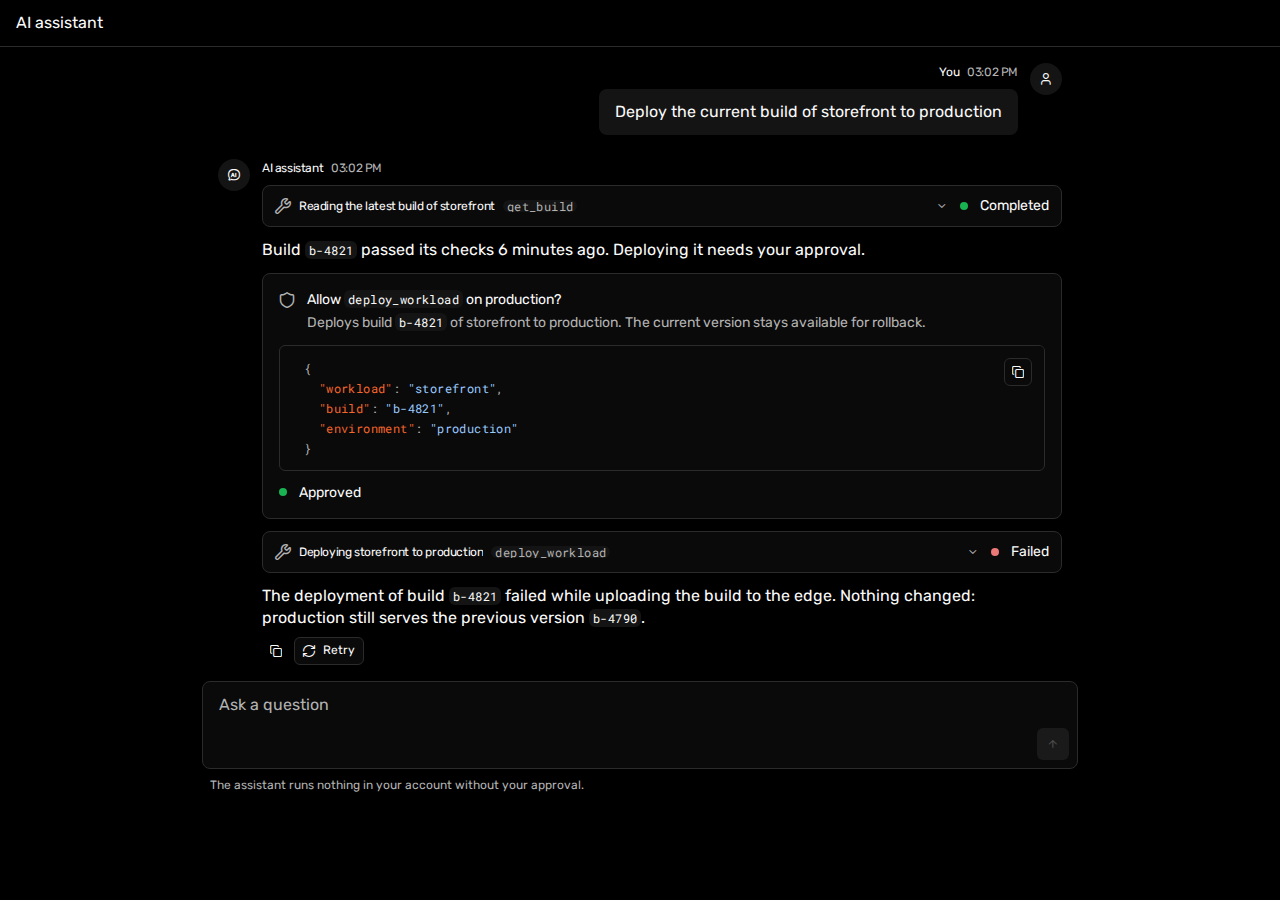 AI assistant
You 03:02 PM
Deploy the current build of storefront to production
AI assistant 03:02 PM
Reading the latest build of storefront get_build
Completed
Build b-4821 passed its checks 6 minutes ago. Deploying it needs your approval.
Allow deploy_workload on production?
Deploys build b-4821 of storefront to production. The current version stays available for rollback.
{
"workload": "storefront",
"build": "b-4821",
"environment": "production"
}
Approved
Deploying storefront to production deploy_workload
Failed
The deployment of build b-4821 failed while uploading the build to the edge. Nothing changed:
production still serves the previous version b-4790.
Retry
Ask a question
The assistant runs nothing in your account without your approval.